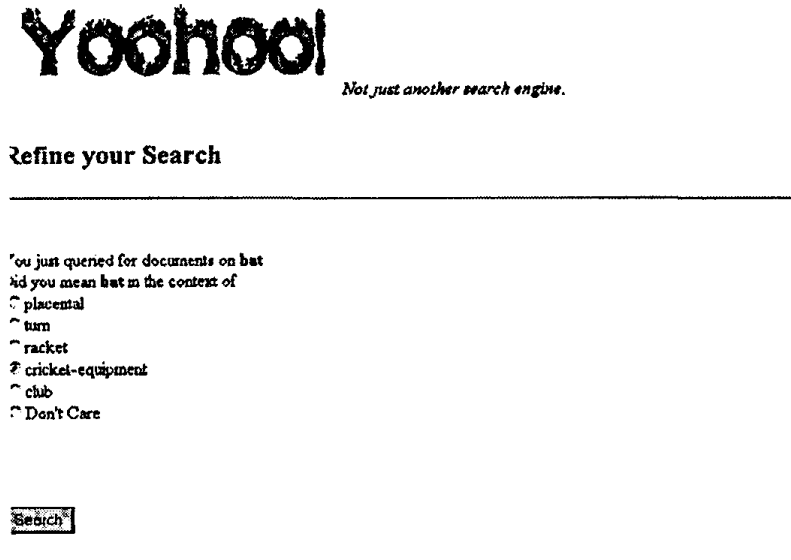 Yoohoo!
Not just another search engine.
Refine your Search
You just queried for documents on bat
Did you mean bat in the context of
placental
turn
racket
cricket-equipment
club
Don't Care
Search